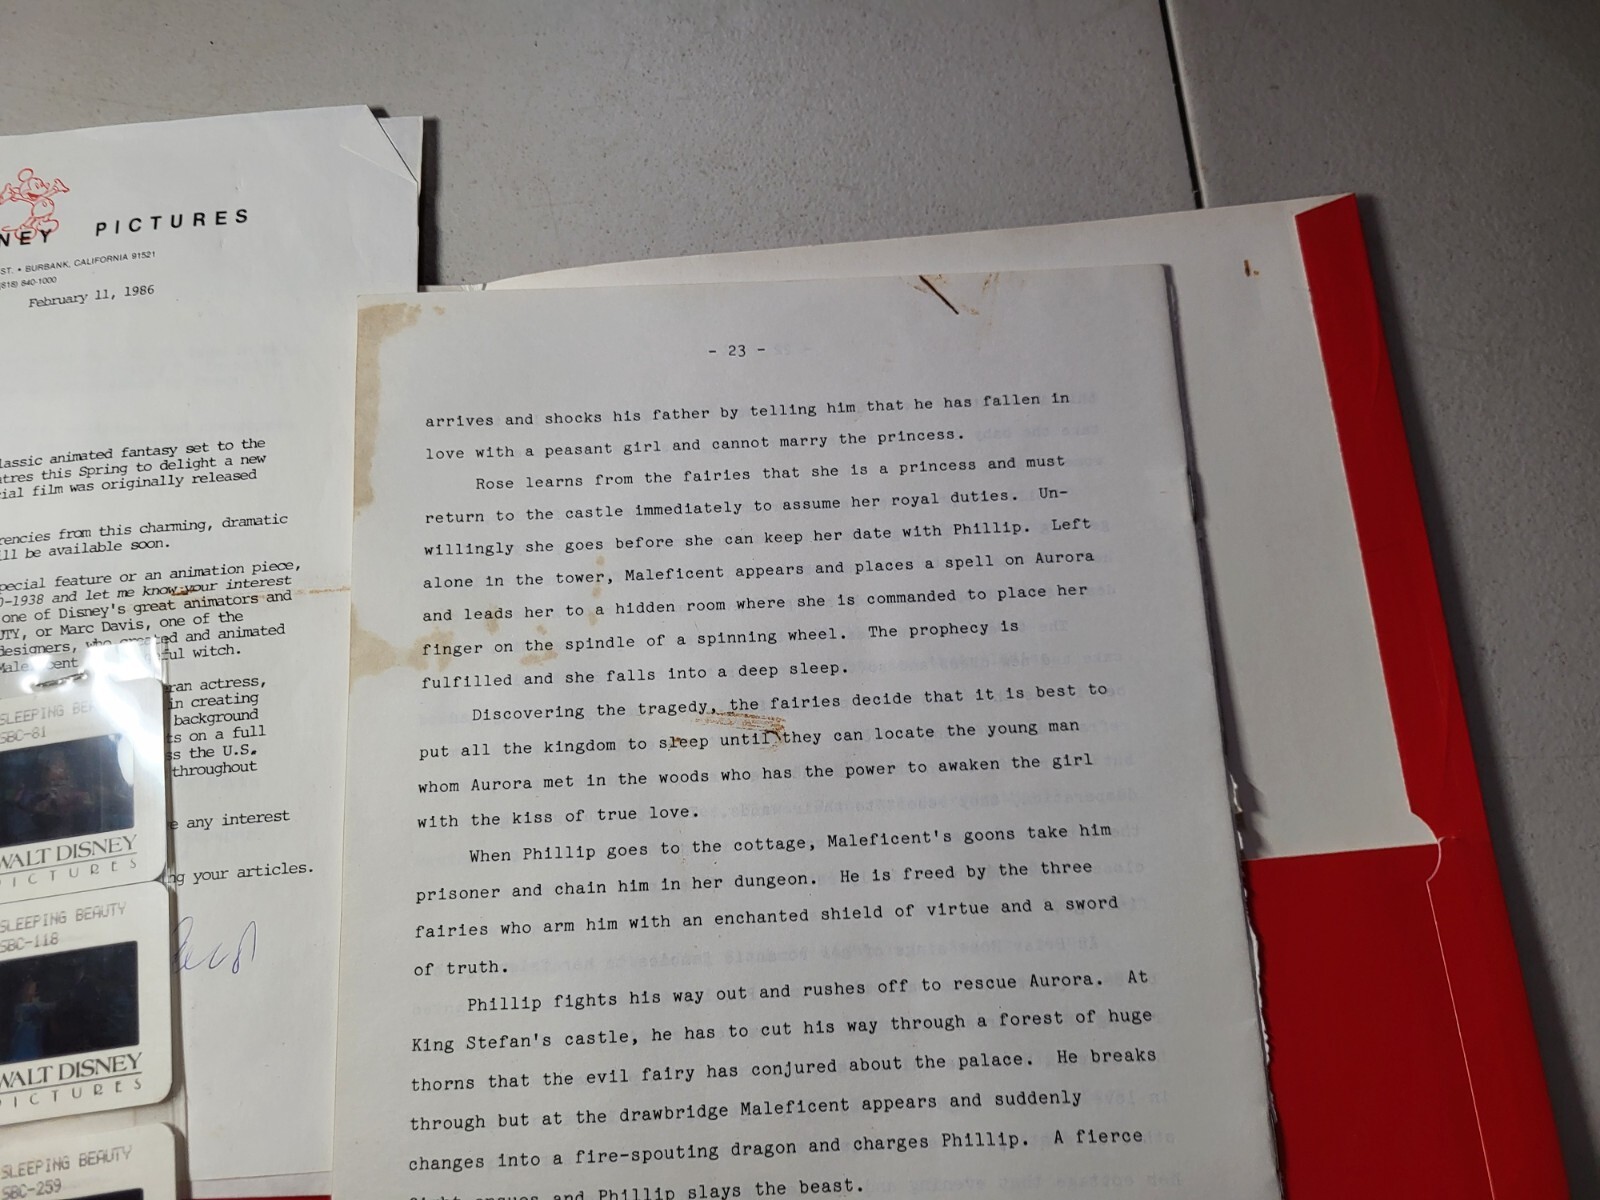 NEY PICTURES
ST. • BURBANK, CALIFORNIA 91521
(818) 840-1000
February 11, 1986
lassic animated fantasy set to the
atres this Spring to delight a new
ial film was originally released
rencies from this charming, dramatic
ll be available soon.
pecial feature or an animation piece,
0-1938 and let me know your interest
one of Disney's great animators and
UTY, or Marc Davis, one of the
designers, who created and animated
ul witch.
ran actress,
in creating
background
ts on a full
ss the U.S.
throughout
e any interest
ng your articles.
SLEEPING BEA
SBC-81
WALT DISNEY
PICTURES
SLEEPING BEAUTY
SBC-118
WALT DISNEY
PICTURES
SLEEPING BEAUTY
SBC-259
- 23 -
arrives and shocks his father by telling him that he has fallen in
love with a peasant girl and cannot marry the princess.
Rose learns from the fairies that she is a princess and must
return to the castle immediately to assume her royal duties. Un-
willingly she goes before she can keep her date with Phillip. Left
alone in the tower, Maleficent appears and places a spell on Aurora
and leads her to a hidden room where she is commanded to place her
finger on the spindle of a spinning wheel. The prophecy is
fulfilled and she falls into a deep sleep.
Discovering the tragedy, the fairies decide that it is best to
put all the kingdom to sleep until they can locate the young man
whom Aurora met in the woods who has the power to awaken the girl
with the kiss of true love.
When Phillip goes to the cottage, Maleficent's goons take him
prisoner and chain him in her dungeon. He is freed by the three
fairies who arm him with an enchanted shield of virtue and a sword
of truth.
Phillip fights his way out and rushes off to rescue Aurora. At
King Stefan's castle, he has to cut his way through a forest of huge
thorns that the evil fairy has conjured about the palace. He breaks
through but at the drawbridge Maleficent appears and suddenly
changes into a fire-spouting dragon and charges Phillip. A fierce
and Phillip slays the beast.